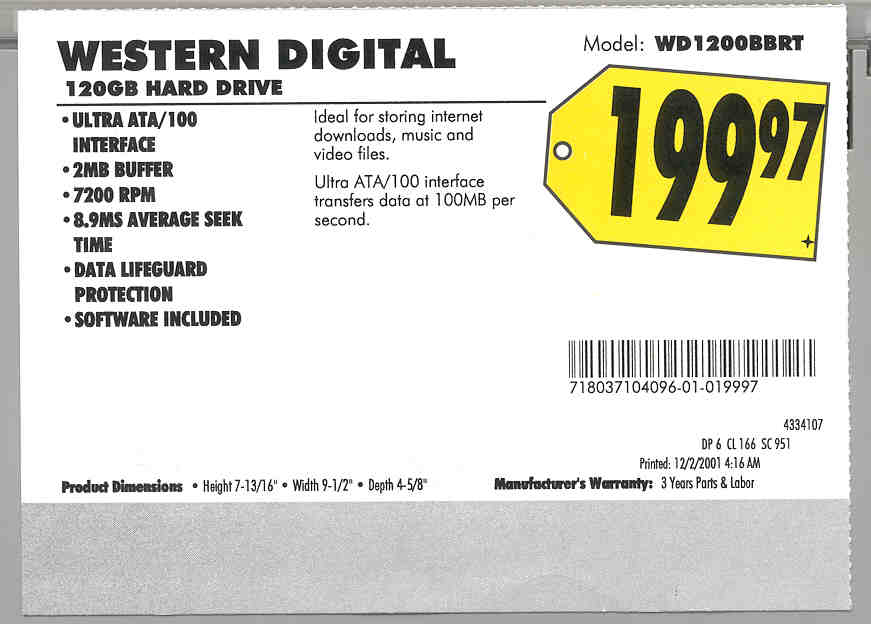 WESTERN DIGITAL
120GB HARD DRIVE
Model: WD1200BBRT
199 97
• ULTRA ATA/100
INTERFACE
• 2MB BUFFER
• 7200 RPM
• 8.9MS AVERAGE SEEK
TIME
• DATA LIFEGUARD
PROTECTION
• SOFTWARE INCLUDED
Ideal for storing internet
downloads, music and
video files.
Ultra ATA/100 interface
transfers data at 100MB per
second.
718037104096-01-019997
4334107
DP 6 CL 166 SC 951
Printed: 12/2/2001 4:16 AM
Product Dimensions • Height 7-13/16" • Width 9-1/2" • Depth 4-5/8"
Manufacturer's Warranty: 3 Years Parts & Labor